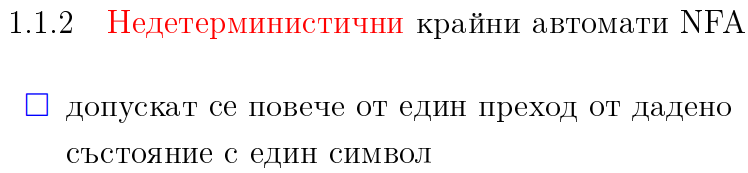 1.1.2 Недетерминистични крайни автомати NFA
допускат се повече от един преход от дадено
състояние с един символ